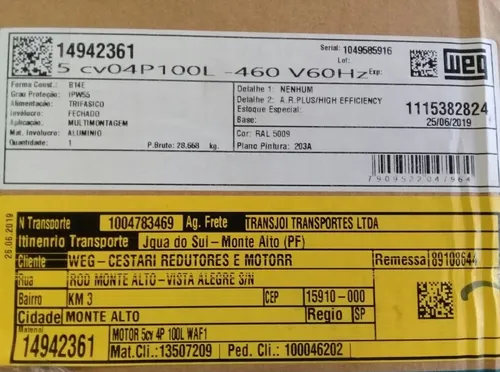 14942361
Serial: 1049585916
Lot:
5 cv04P100L -460 V60Hz Exp:
WEG
Forma Const.: B14E
Grau Proteção: IPW55
Alimentação: TRIFASICO
Invólucro: FECHADO
Aplicação: MULTIMONTAGEM
Mat. Invólucro: ALUMINIO
Quantidade: 1
P.Bruto: 28.668 kg.
Detalhe 1: NENHUM
Detalhe 2: A.R.PLUS/HIGH EFFICIENCY
Estoque Especial:
Base:
1115382824
25/06/2019
Cor: RAL 5009
Plano Pintura: 203A
7909522047964
25.06.2019
N Transporte 1004783469 Ag. Frete TRANSJOI TRANSPORTES LTDA
Itinenrio Transporte Jgua do Sul - Monte Alto (PF)
Cliente WEG-CESTARI REDUTORES E MOTORR Remessa
Rua ROD MONTE ALTO-VISTA ALEGRE S/N
Bairro KM 3 CEP 15910-000
Cidade MONTE ALTO Regio SP
Material MOTOR 5cv 4P 100L WAF1
14942361 Mat.Cli.:13507209 Ped. Cli.: 100046202